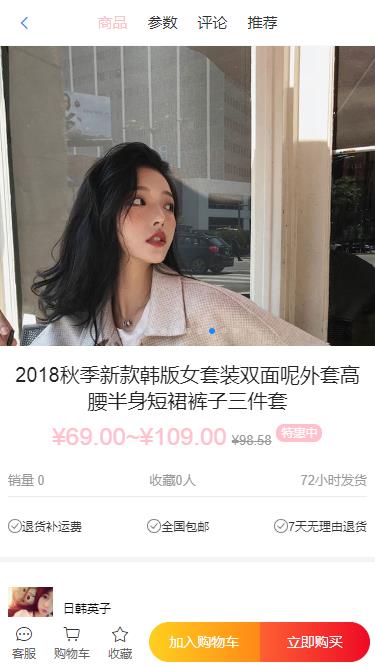 商品 参数 评论 推荐
2018秋季新款韩版女套装双面呢外套高
腰半身短裙裤子三件套
¥69.00~¥109.00 ¥98.58 特惠中
销量 0 收藏0人 72小时发货
退货补运费 全国包邮 7天无理由退货
日韩英子
客服 购物车 收藏 加入购物车 立即购买